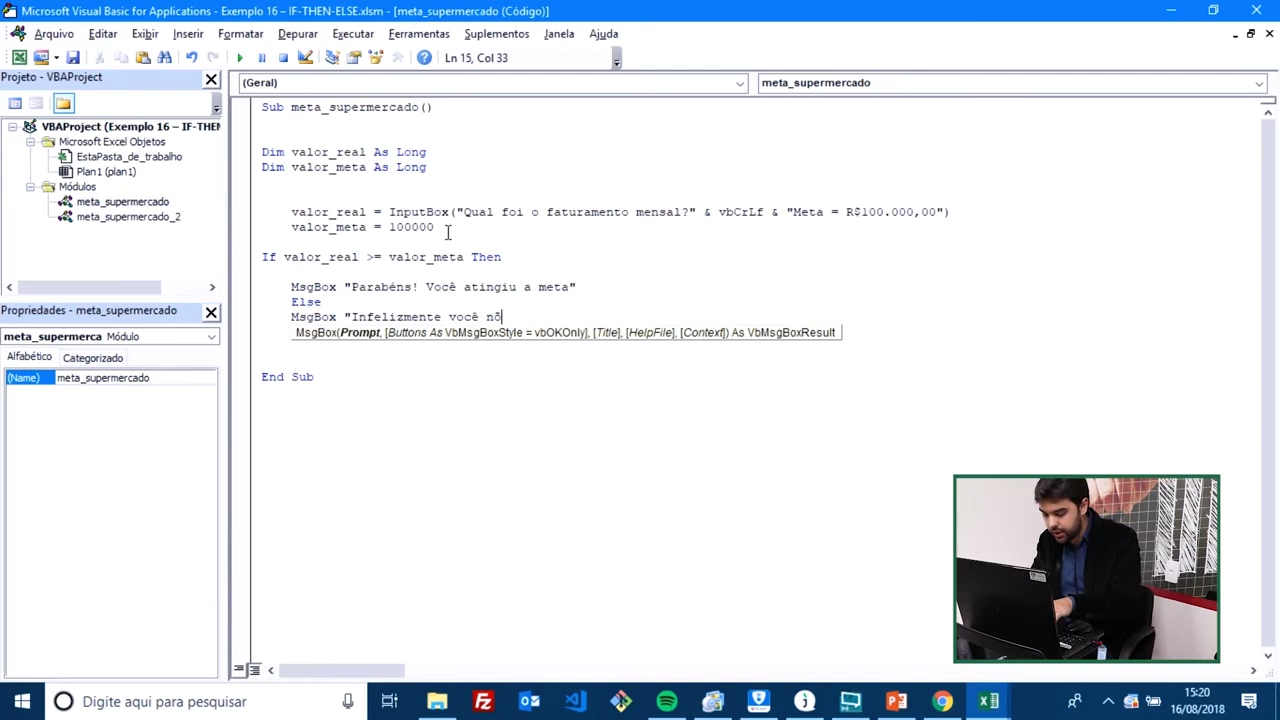 Microsoft Visual Basic for Applications - Exemplo 16 – IF-THEN-ELSE.xlsm - [meta_supermercado (Código)]
Arquivo Editar Exibir Inserir Formatar Depurar Executar Ferramentas Suplementos Janela Ajuda
Ln 15, Col 33
Projeto - VBAProject
VBAProject (Exemplo 16 – IF-THEN
Microsoft Excel Objetos
EstaPasta_de_trabalho
Plan1 (plan1)
Módulos
meta_supermercado
meta_supermercado_2
Propriedades - meta_supermercado
meta_supermerca Módulo
Alfabético Categorizado
(Name) meta_supermercado
(Geral) meta_supermercado
Sub meta_supermercado()
Dim valor_real As Long
Dim valor_meta As Long
valor_real = InputBox("Qual foi o faturamento mensal?" & vbCrLf & "Meta = R$100.000,00")
valor_meta = 100000
If valor_real >= valor_meta Then
MsgBox "Parabéns! Você atingiu a meta"
Else
MsgBox "Infelizmente você nõ
MsgBox(Prompt, [Buttons As VbMsgBoxStyle = vbOKOnly], [Title], [HelpFile], [Context]) As VbMsgBoxResult
End Sub
Digite aqui para pesquisar
15:20
16/08/2018